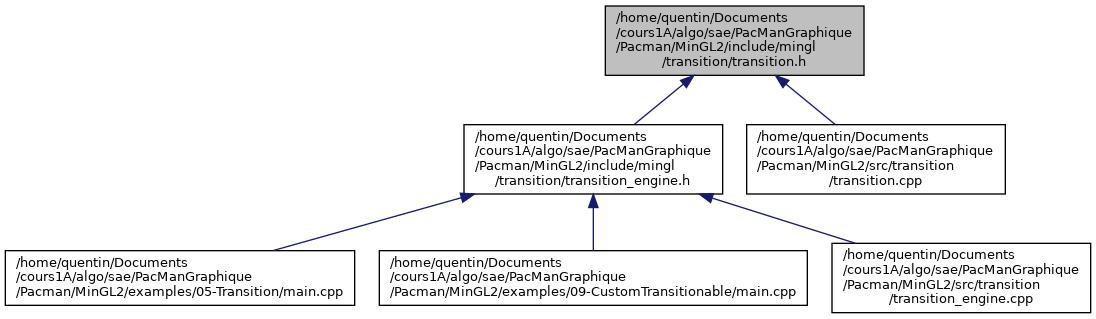 /home/quentin/Documents
/cours1A/algo/sae/PacManGraphique
/Pacman/MinGL2/include/mingl
/transition/transition.h
/home/quentin/Documents
/cours1A/algo/sae/PacManGraphique
/Pacman/MinGL2/include/mingl
/transition/transition_engine.h
/home/quentin/Documents
/cours1A/algo/sae/PacManGraphique
/Pacman/MinGL2/src/transition
/transition.cpp
/home/quentin/Documents
/cours1A/algo/sae/PacManGraphique
/Pacman/MinGL2/examples/05-Transition/main.cpp
/home/quentin/Documents
/cours1A/algo/sae/PacManGraphique
/Pacman/MinGL2/examples/09-CustomTransitionable/main.cpp
/home/quentin/Documents
/cours1A/algo/sae/PacManGraphique
/Pacman/MinGL2/src/transition
/transition_engine.cpp